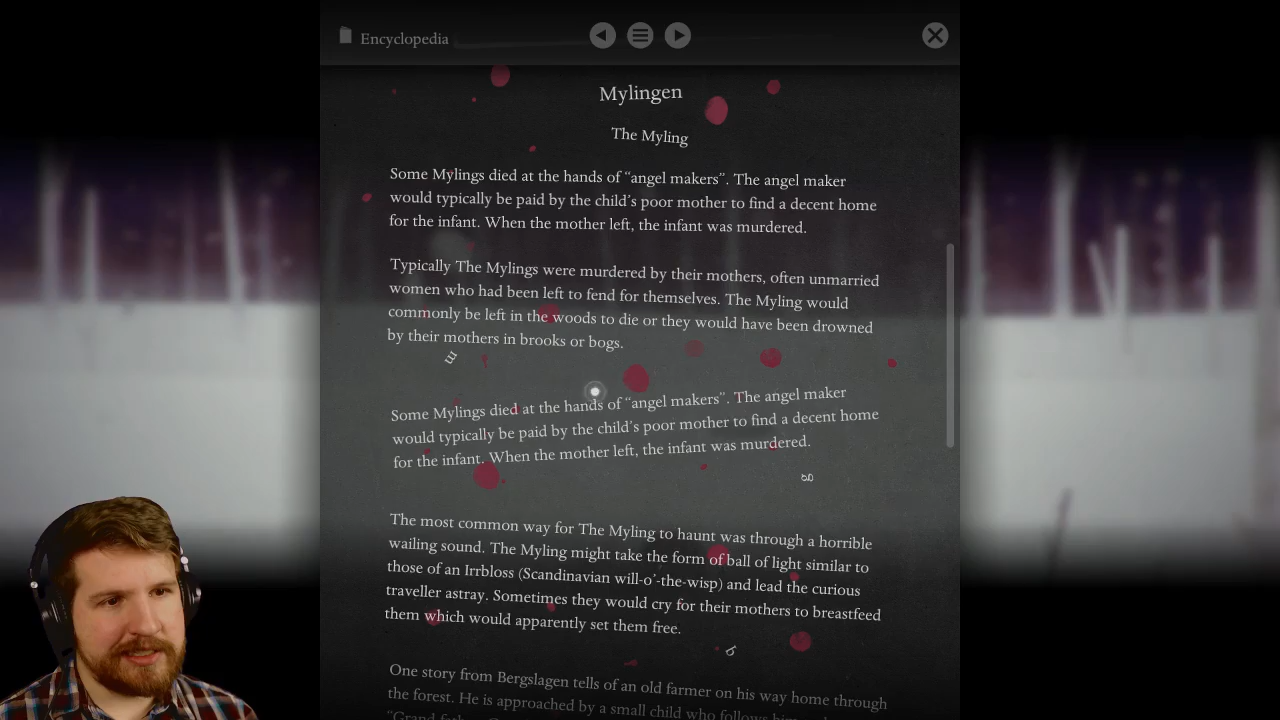 Encyclopedia
Mylingen
The Myling
Some Mylings died at the hands of “angel makers”. The angel maker
would typically be paid by the child’s poor mother to find a decent home
for the infant. When the mother left, the infant was murdered.
Typically The Mylings were murdered by their mothers, often unmarried
women who had been left to fend for themselves. The Myling would
commonly be left in the woods to die or they would have been drowned
by their mothers in brooks or bogs.
m
Some Mylings died at the hands of “angel makers”. The angel maker
would typically be paid by the child’s poor mother to find a decent home
for the infant. When the mother left, the infant was murdered.
g
The most common way for The Myling to haunt was through a horrible
wailing sound. The Myling might take the form of ball of light similar to
those of an Irrbloss (Scandinavian will-o’-the-wisp) and lead the curious
traveller astray. Sometimes they would cry for their mothers to breastfeed
them which would apparently set them free.
b
One story from Bergslagen tells of an old farmer on his way home through
the forest. He is approached by a small child who follows